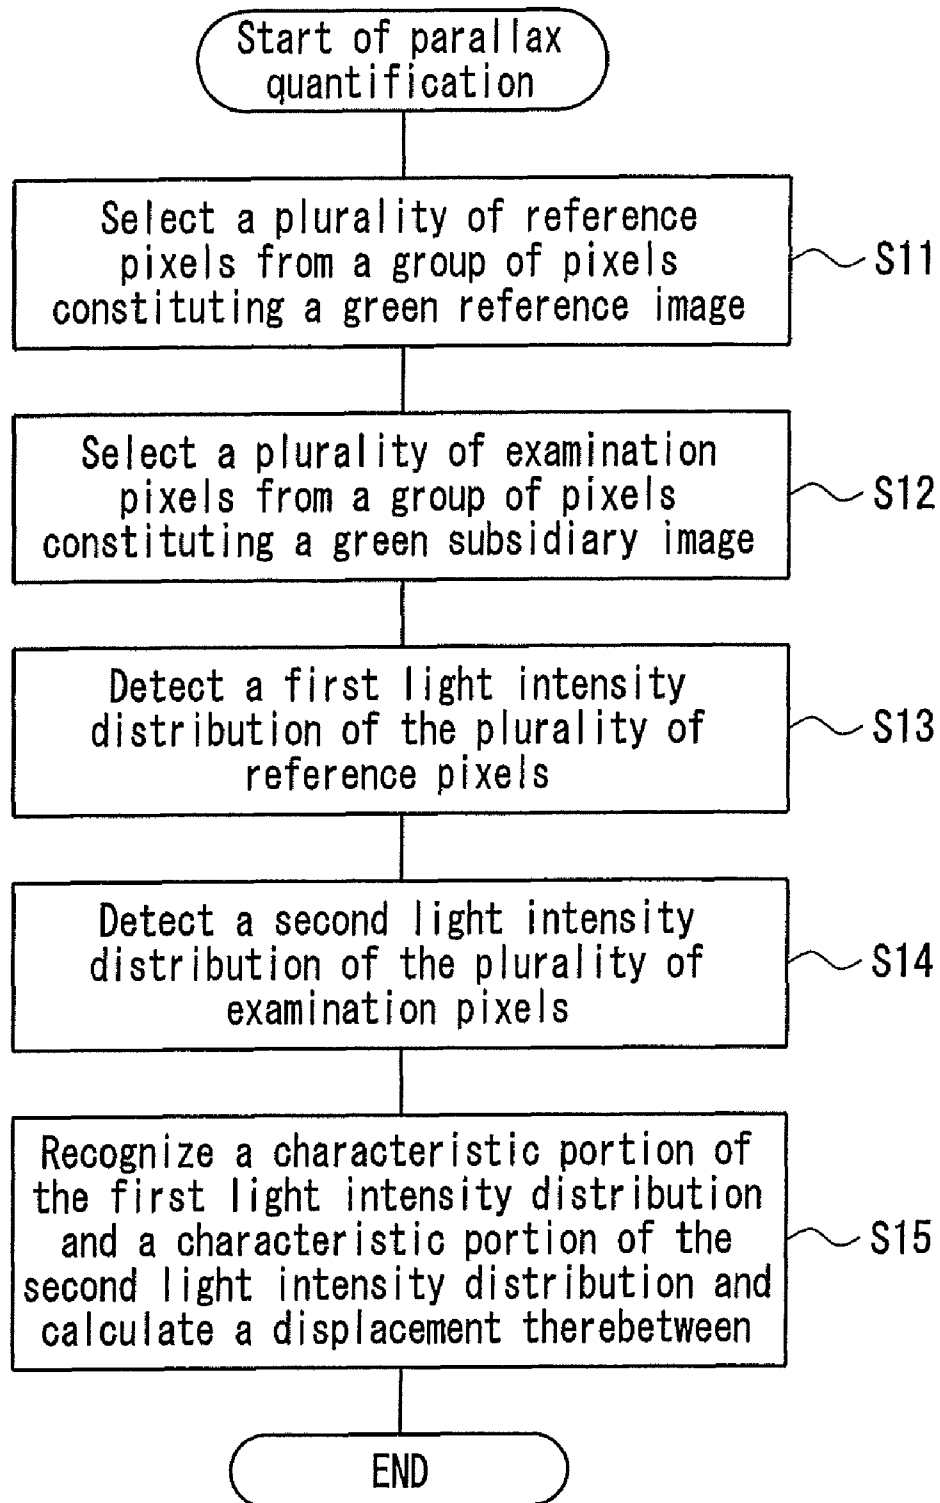 Start of parallax
quantification
Select a plurality of reference
pixels from a group of pixels
constituting a green reference image
S11
Select a plurality of examination
pixels from a group of pixels
constituting a green subsidiary image
S12
Detect a first light intensity
distribution of the plurality of
reference pixels
S13
Detect a second light intensity
distribution of the plurality of
examination pixels
S14
Recognize a characteristic portion of
the first light intensity distribution
and a characteristic portion of the
second light intensity distribution and
calculate a displacement therebetween
S15
END